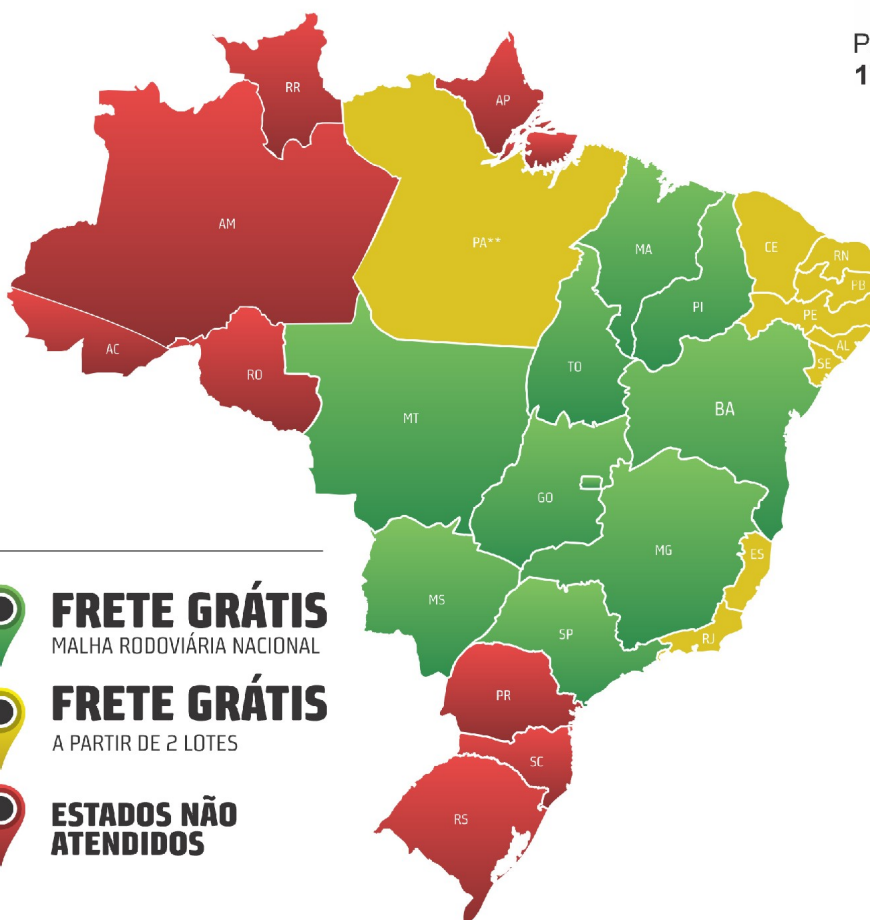 P
1
RR
AP
AM
PA**
MA
CE
RN
PB
PI
PE
AL
SE
AC
RO
TO
MT
BA
GO
MG
ES
MS
SP
RJ
PR
SC
RS
FRETE GRÁTIS
MALHA RODOVIÁRIA NACIONAL
FRETE GRÁTIS
A PARTIR DE 2 LOTES
ESTADOS NÃO
ATENDIDOS